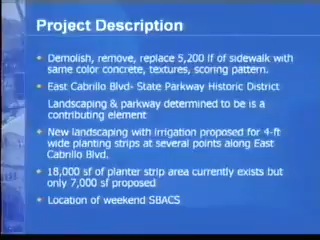 Project Description
Demolish, remove, replace 5,200 lf of sidewalk with
same color concrete, textures, scoring pattern.
East Cabrillo Blvd- State Parkway Historic District
Landscaping & parkway determined to be is a
contributing element
New landscaping with irrigation proposed for 4-ft
wide planting strips at several points along East
Cabrillo Blvd.
18,000 sf of planter strip area currently exists but
only 7,000 sf proposed
Location of weekend SBACS